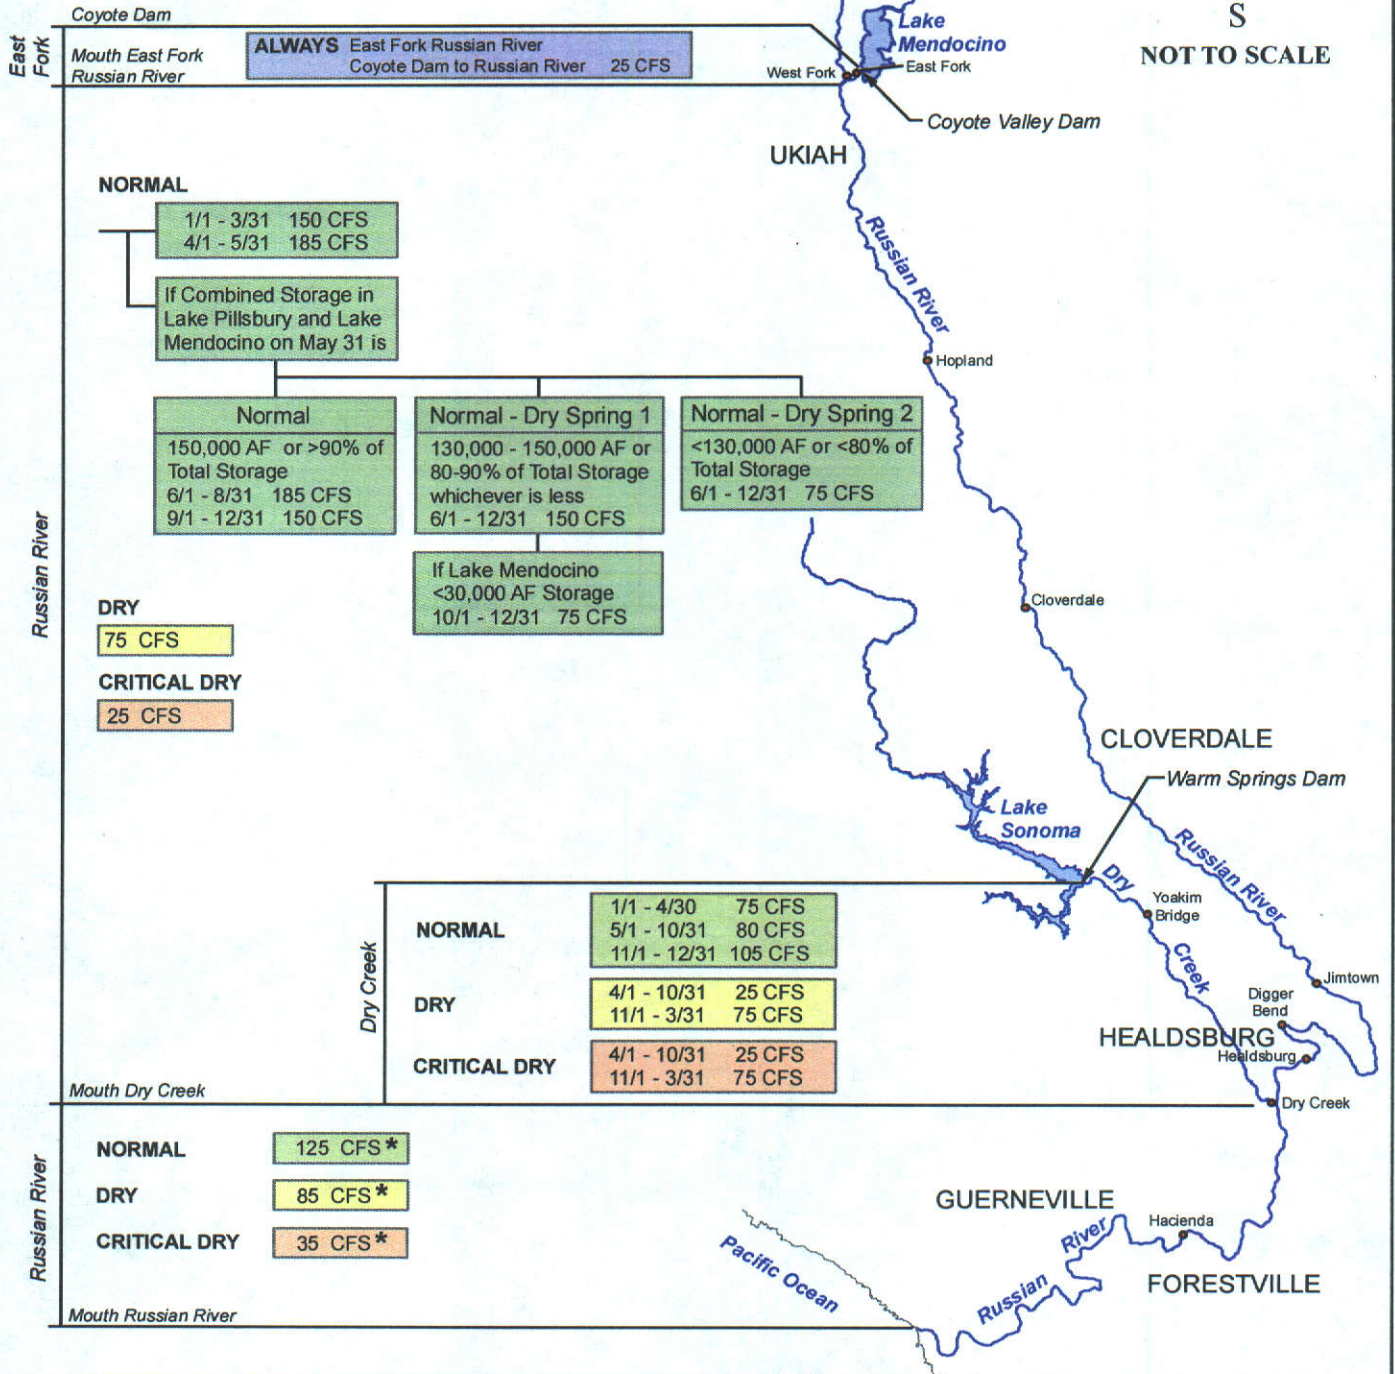 Coyote Dam
East
Fork
Mouth East Fork
Russian River
ALWAYS East Fork Russian River
Coyote Dam to Russian River 25 CFS
Lake
Mendocino
S
NOT TO SCALE
West Fork
East Fork
Coyote Valley Dam
UKIAH
NORMAL
1/1 - 3/31 150 CFS
4/1 - 5/31 185 CFS
If Combined Storage in
Lake Pillsbury and Lake
Mendocino on May 31 is
Russian River
Hopland
Normal
150,000 AF or >90% of
Total Storage
6/1 - 8/31 185 CFS
9/1 - 12/31 150 CFS
Normal - Dry Spring 1
130,000 - 150,000 AF or
80-90% of Total Storage
whichever is less
6/1 - 12/31 150 CFS
Normal - Dry Spring 2
<130,000 AF or <80% of
Total Storage
6/1 - 12/31 75 CFS
If Lake Mendocino
<30,000 AF Storage
10/1 - 12/31 75 CFS
Russian River
DRY
75 CFS
CRITICAL DRY
25 CFS
Cloverdale
CLOVERDALE
Warm Springs Dam
Lake
Sonoma
Russian River
Dry
Creek
Yoakim
Bridge
Jimtown
Digger
Bend
HEALDSBURG
Healdsburg
Dry Creek
Dry Creek
NORMAL
1/1 - 4/30 75 CFS
5/1 - 10/31 80 CFS
11/1 - 12/31 105 CFS
DRY
4/1 - 10/31 25 CFS
11/1 - 3/31 75 CFS
CRITICAL DRY
4/1 - 10/31 25 CFS
11/1 - 3/31 75 CFS
Mouth Dry Creek
Russian River
NORMAL
125 CFS*
DRY
85 CFS*
CRITICAL DRY
35 CFS*
Mouth Russian River
GUERNEVILLE
Hacienda
FORESTVILLE
Russian River
Pacific Ocean